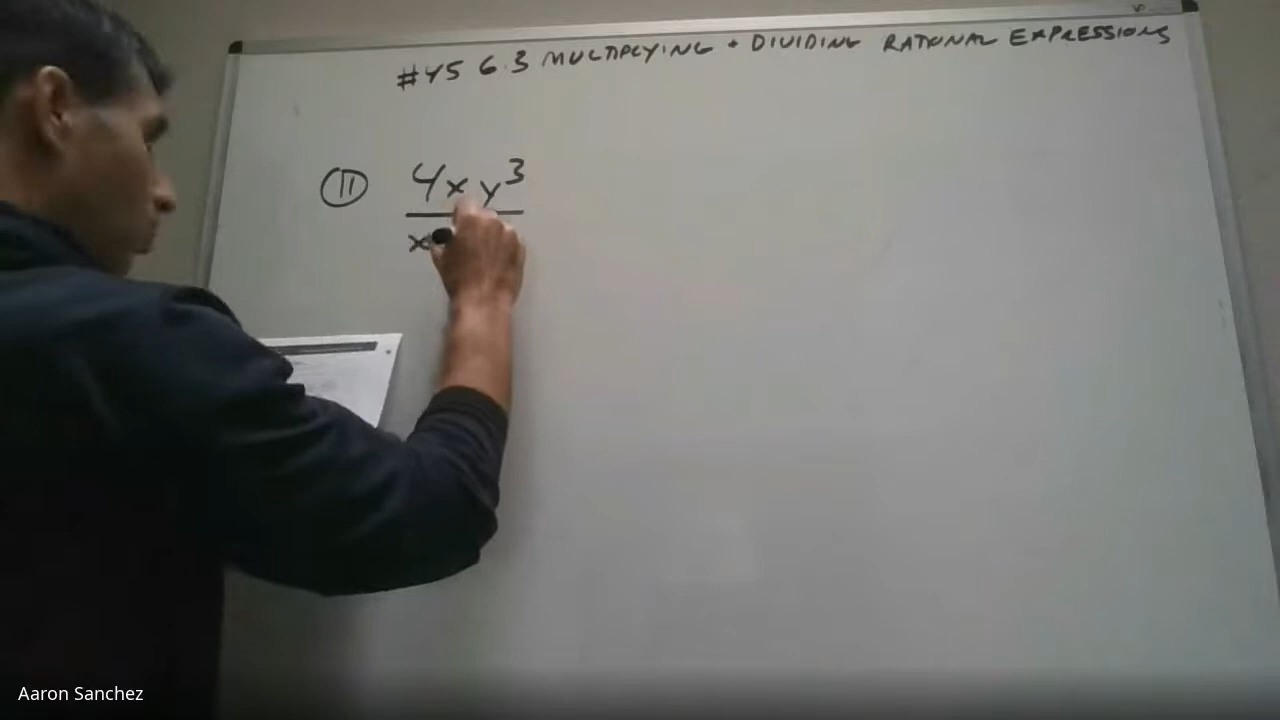 #45 6.3 MULTIPLYING + DIVIDING RATIONAL EXPRESSIONS
11 4xy³
x
Aaron Sanchez